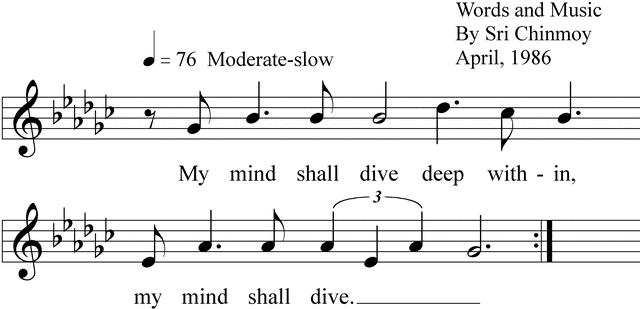 Words and Music
By Sri Chinmoy
= 76 Moderate-slow
April, 1986
My mind shall dive deep with - in,
3
my mind shall dive.